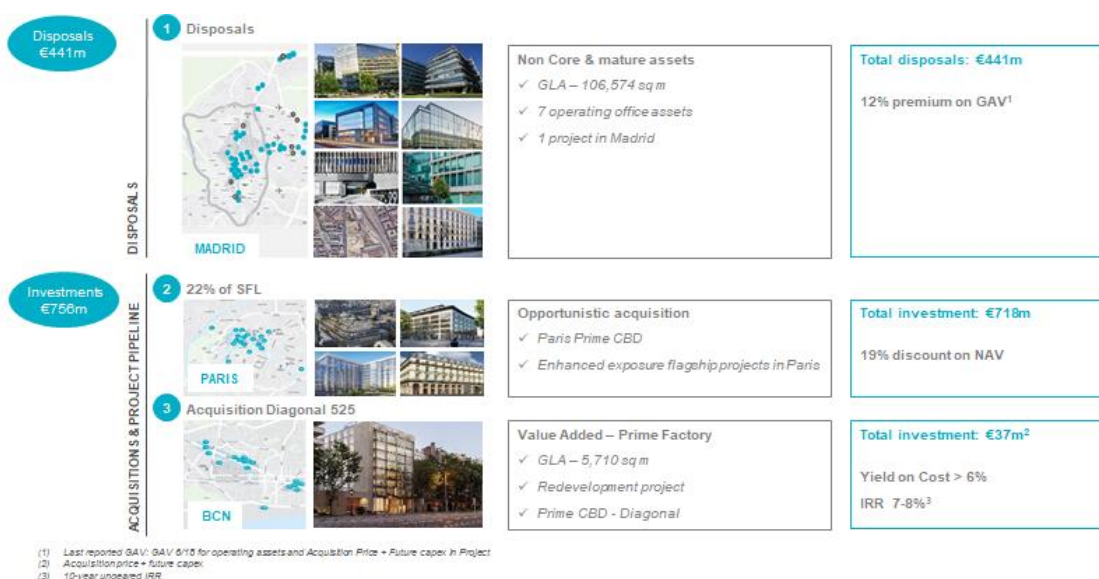 Disposals
€441m
1 Disposals
DISPOSALS
MADRID
Non Core & mature assets
✓ GLA – 106,574 sq m
✓ 7 operating office assets
✓ 1 project in Madrid
Total disposals: €441m
12% premium on GAV1
Investments
€756m
ACQUISITIONS & PROJECT PIPELINE
2 22% of SFL
PARIS
Opportunistic acquisition
✓ Paris Prime CBD
✓ Enhanced exposure flagship projects in Paris
Total investment: €718m
19% discount on NAV
3 Acquisition Diagonal 525
BCN
Value Added – Prime Factory
✓ GLA – 5,710 sq m
✓ Redevelopment project
✓ Prime CBD - Diagonal
Total investment: €37m2
Yield on Cost > 6%
IRR 7-8%3
(1) Last reported GAV: GAV 6/18 for operating assets and Acquisition Price + Future capex in Project
(2) Acquisition price + future capex
(3) 10-year ungeared IRR